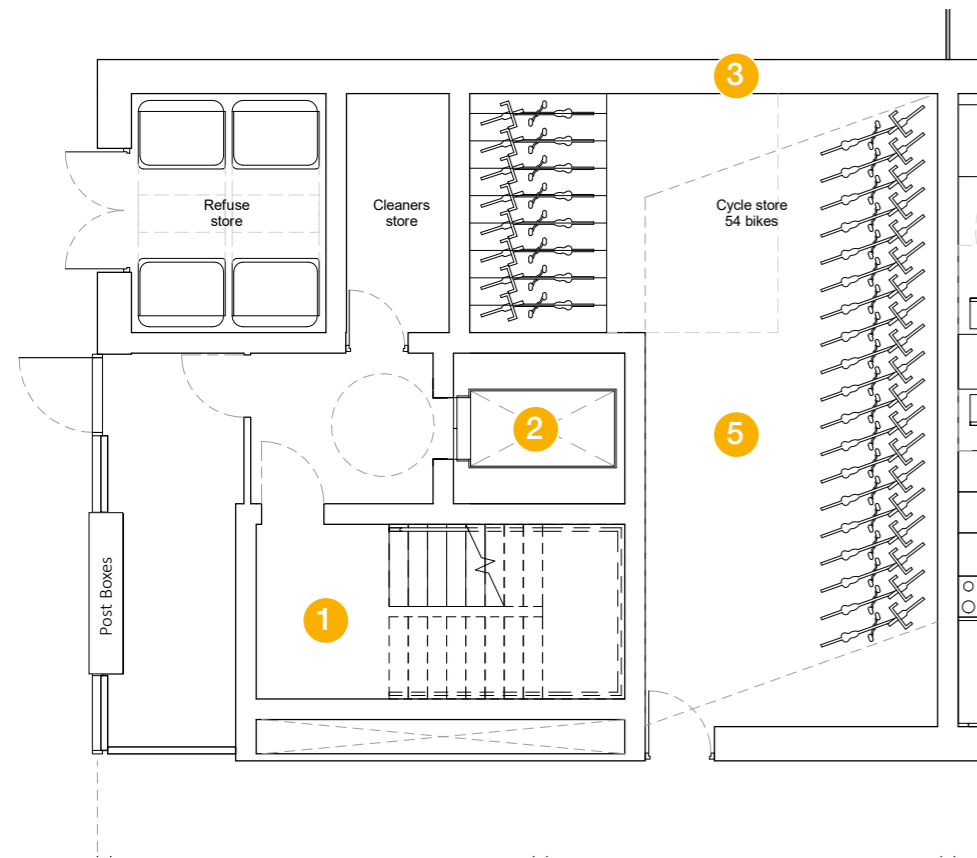 3
Refuse
store
Cleaners
store
Cycle store
54 bikes
2
5
1
Post Boxes